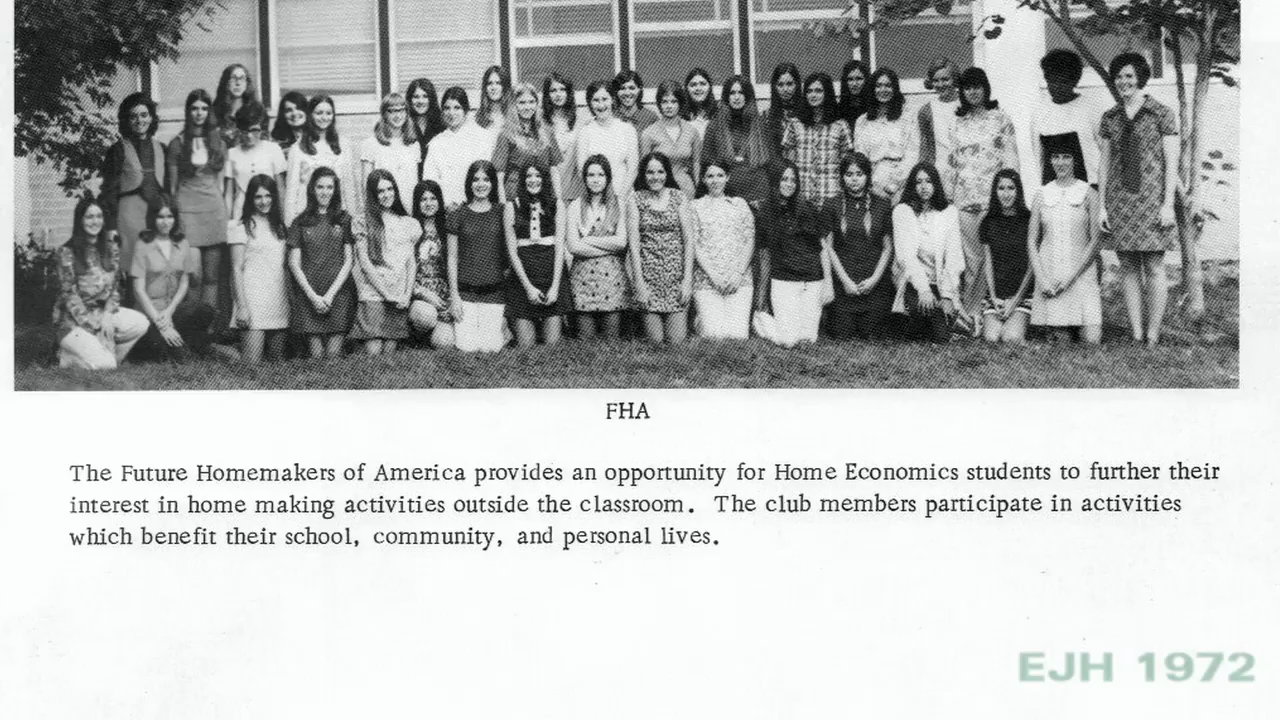 FHA
The Future Homemakers of America provides an opportunity for Home Economics students to further their
interest in home making activities outside the classroom. The club members participate in activities
which benefit their school, community, and personal lives.
EJH 1972